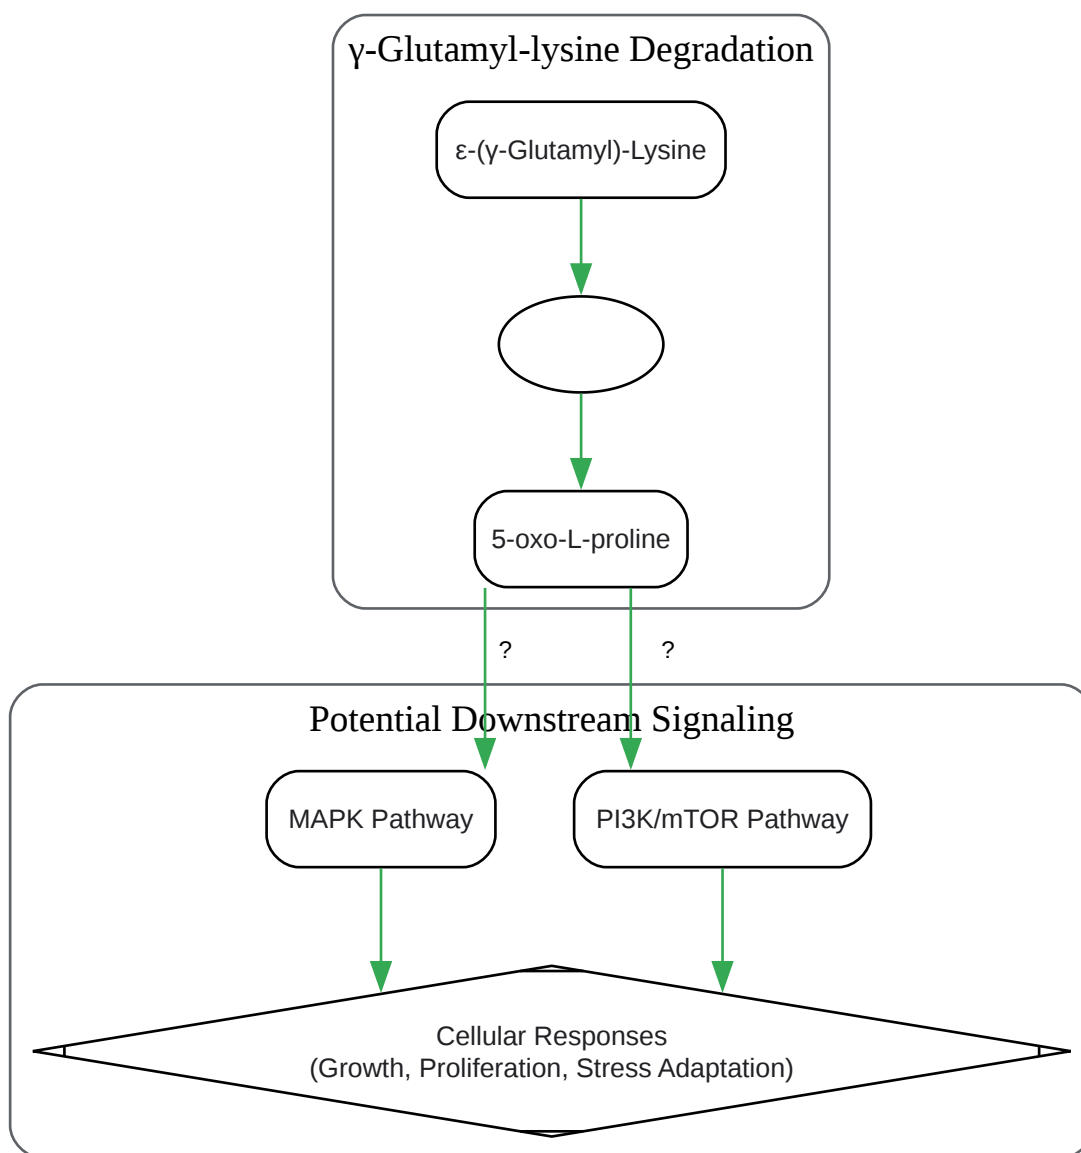 γ-Glutamyl-lysine Degradation
ε-(γ-Glutamyl)-Lysine
5-oxo-L-proline
?
?
Potential Downstream Signaling
MAPK Pathway
PI3K/mTOR Pathway
Cellular Responses
(Growth, Proliferation, Stress Adaptation)